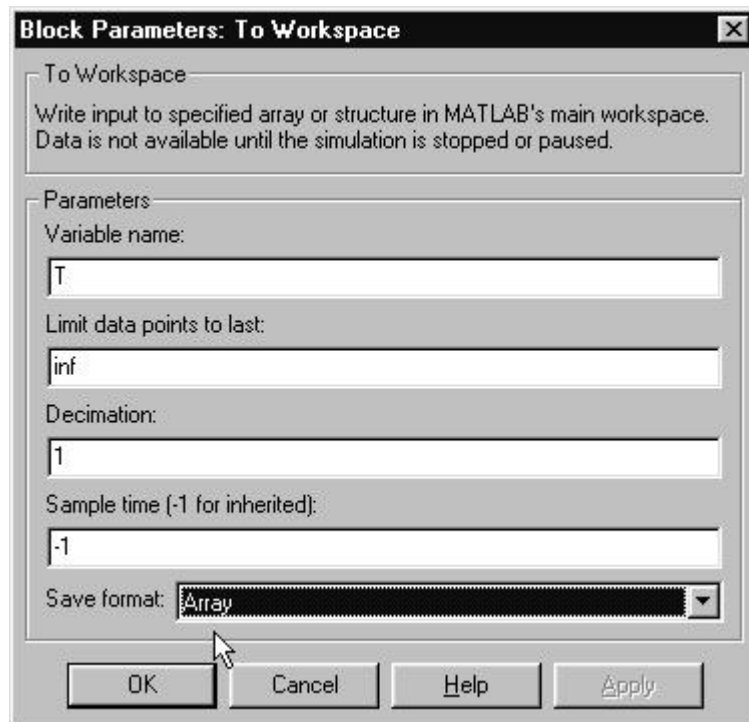 Block Parameters: To Workspace
To Workspace
Write input to specified array or structure in MATLAB's main workspace.
Data is not available until the simulation is stopped or paused.
Parameters
Variable name:
T
Limit data points to last:
inf
Decimation:
1
Sample time (-1 for inherited):
-1
Save format: Array
OK Cancel Help Apply